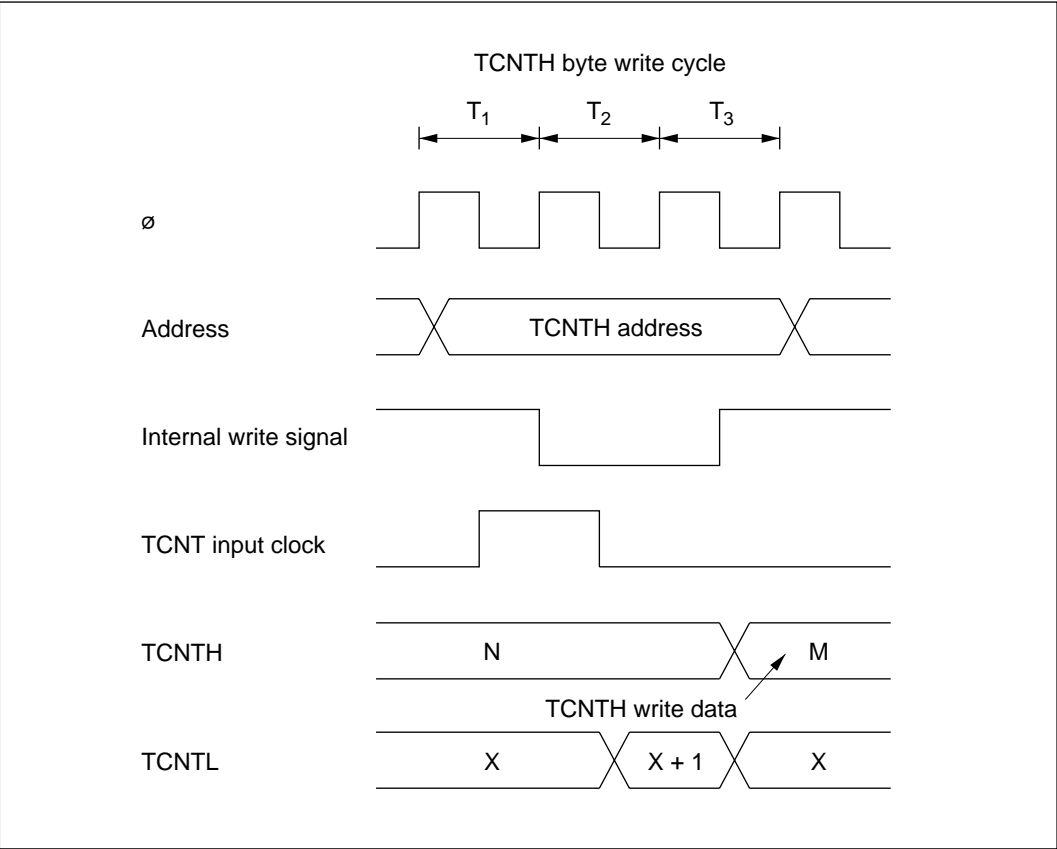 TCNTH byte write cycle
T1 T2 T3
ø
Address TCNTH address
Internal write signal
TCNT input clock
TCNTH N M
TCNTH write data
TCNTL X X + 1 X